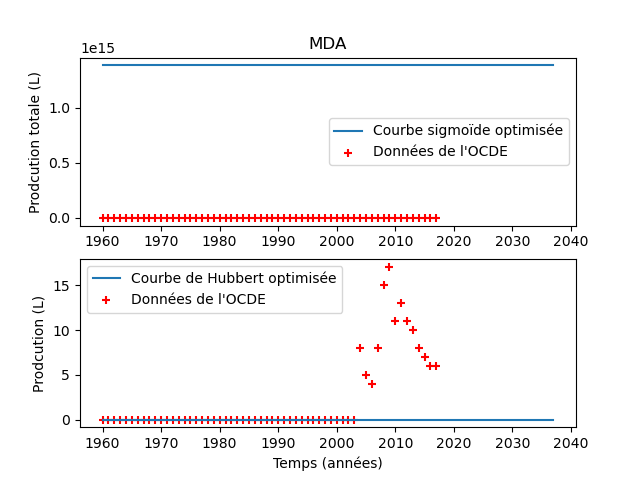 MDA
1e15
Prodcution totale (L)
1.0
0.5
0.0
Courbe sigmoïde optimisée
Données de l'OCDE
1960 1970 1980 1990 2000 2010 2020 2030 2040
Prodcution (L)
15
10
5
0
Courbe de Hubbert optimisée
Données de l'OCDE
1960 1970 1980 1990 2000 2010 2020 2030 2040
Temps (années)